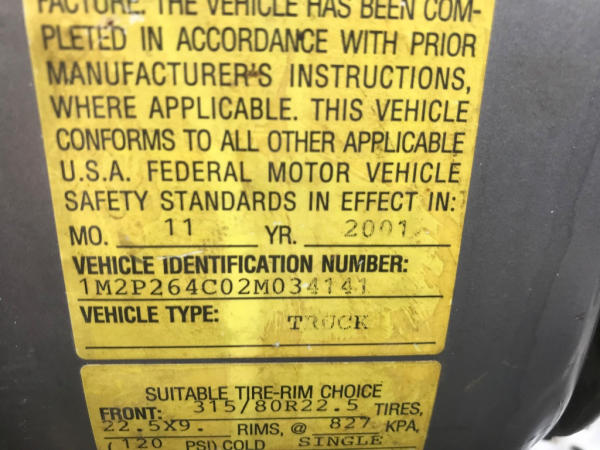 FACTURE. THE VEHICLE HAS BEEN COM-
PLETED IN ACCORDANCE WITH PRIOR
MANUFACTURER'S INSTRUCTIONS,
WHERE APPLICABLE. THIS VEHICLE
CONFORMS TO ALL OTHER APPLICABLE
U.S.A. FEDERAL MOTOR VEHICLE
SAFETY STANDARDS IN EFFECT IN:
MO. 11 YR. 2001
VEHICLE IDENTIFICATION NUMBER:
1M2P264C02M034141
VEHICLE TYPE: TRUCK
SUITABLE TIRE-RIM CHOICE
FRONT: 315/80R22.5 TIRES,
22.5X9. RIMS, @ 827 KPA,
(120 PSI) COLD SINGLE